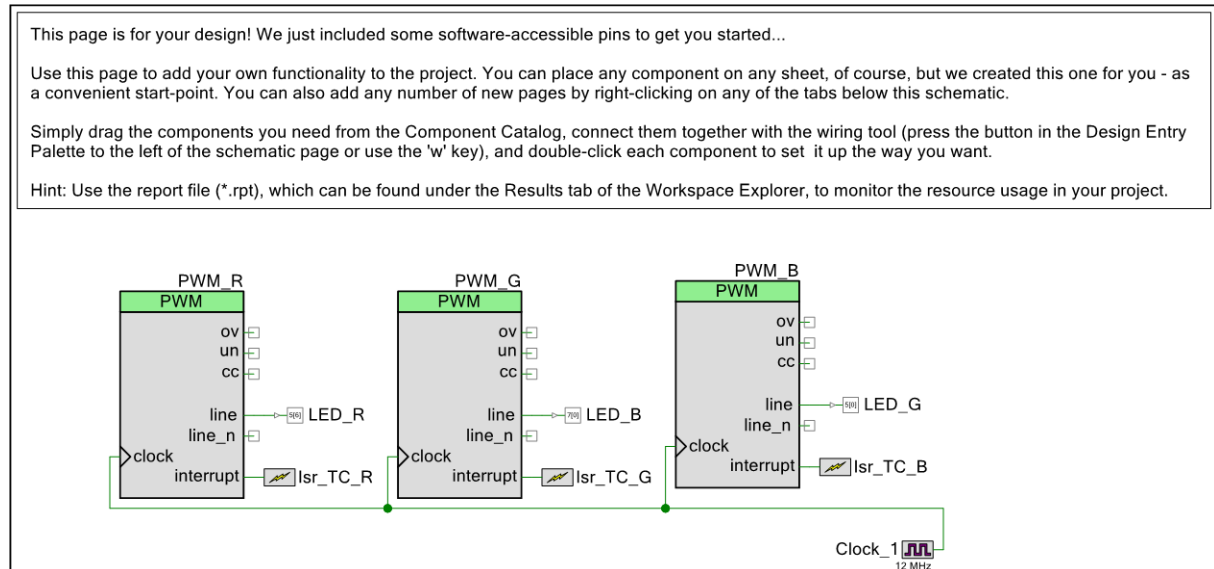 This page is for your design! We just included some software-accessible pins to get you started...
Use this page to add your own functionality to the project. You can place any component on any sheet, of course, but we created this one for you - as
a convenient start-point. You can also add any number of new pages by right-clicking on any of the tabs below this schematic.
Simply drag the components you need from the Component Catalog, connect them together with the wiring tool (press the button in the Design Entry
Palette to the left of the schematic page or use the 'w' key), and double-click each component to set  it up the way you want.
Hint: Use the report file (*.rpt), which can be found under the Results tab of the Workspace Explorer, to monitor the resource usage in your project.
PWM_R
PWM
ov
un
cc
line
5[6] LED_R
line_n
clock
interrupt
Isr_TC_R
PWM_G
PWM
ov
un
cc
line
7[0] LED_B
line_n
clock
interrupt
Isr_TC_G
PWM_B
PWM
ov
un
cc
line
5[0] LED_G
line_n
clock
interrupt
Isr_TC_B
Clock_1
12 MHz